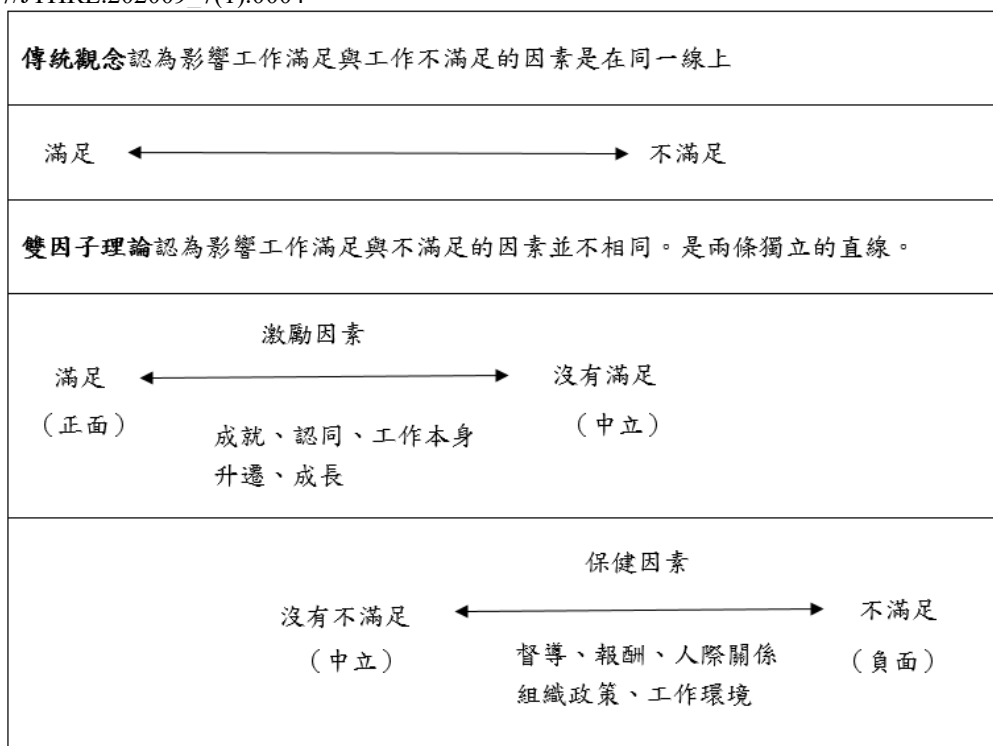 傳統觀念認為影響工作滿足與工作不滿足的因素是在同一線上
滿足 不滿足
雙因子理論認為影響工作滿足與不滿足的因素並不相同。是兩條獨立的直線。
激勵因素
滿足 沒有滿足
(正面) (中立)
成就、認同、工作本身
升遷、成長
保健因素
沒有不滿足 不滿足
(中立) (負面)
督導、報酬、人際關係
組織政策、工作環境